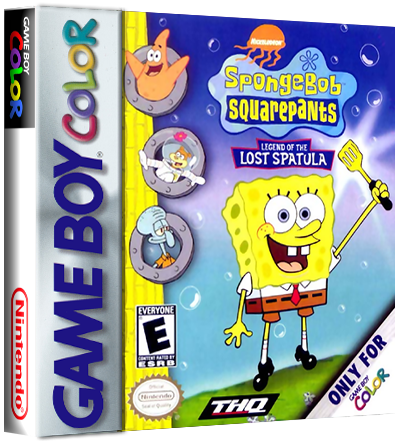 GAME BOY
COLOR
Nintendo®
GAME BOY COLOR
NICKELODEON
SpongeBob
SQUAREPANTS
LEGEND OF THE
LOST SPATULA
EVERYONE
E
CONTENT RATED BY
ESRB
Official
Nintendo
Seal of Quality
THQ
ONLY FOR
GAME BOY
COLOR